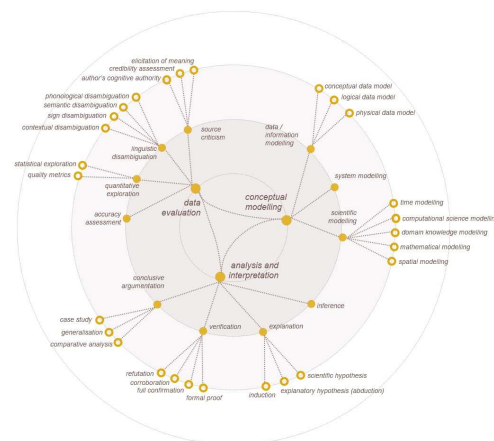 elicitation of meaning
credibility assessment
author's cognitive authority
phonological disambiguation
semantic disambiguation
sign disambiguation
contextual disambiguation
statistical exploration
quality metrics
source
criticism
linguistic
disambiguation
quantitative
exploration
accuracy
assessment
data
evaluation
conceptual data model
logical data model
physical data model
data /
information
modelling
system modelling
conceptual
modelling
scientific
modelling
time modeling
computational science modelling
domain knowledge modeling
mathematical modeling
spatial modeling
analysis and
interpretation
conclusive
argumentation
case study
generalisation
comparative analysis
verification
refutation
corroboration
full confirmation
formal proof
explanation
inference
scientific hypothesis
explanatory hypothesis (abduction)
induction